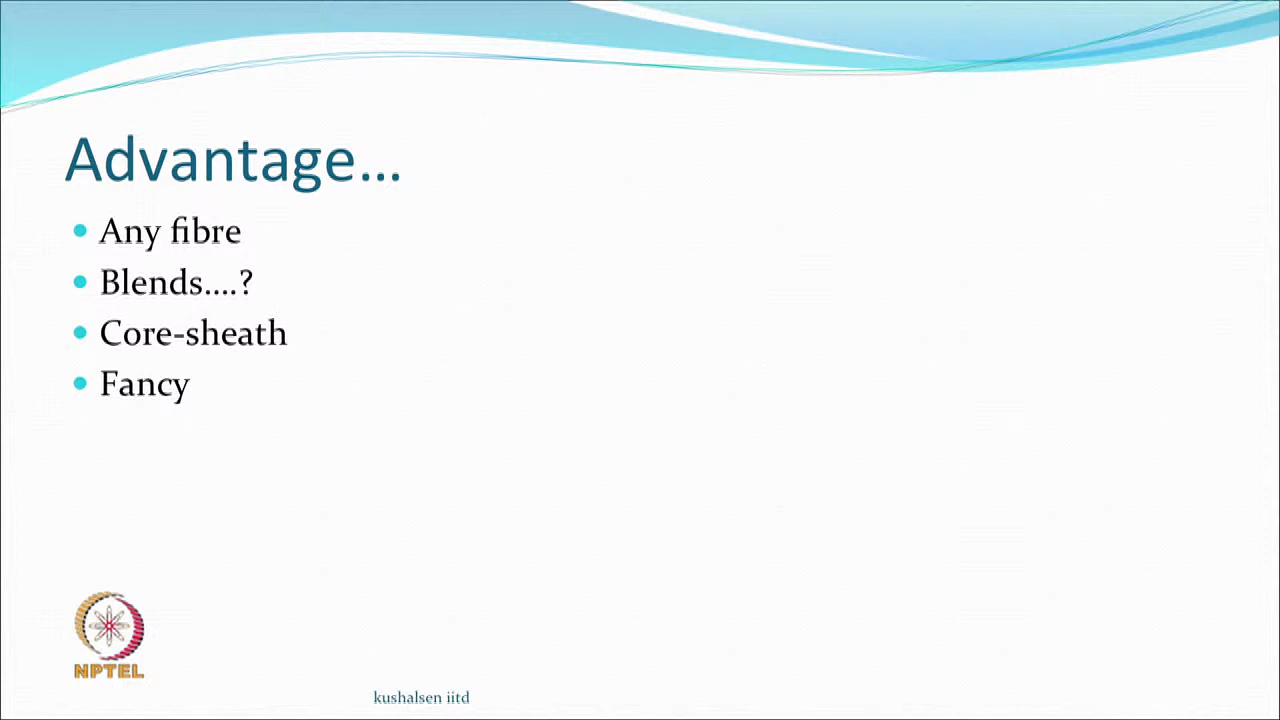 Advantage...
Any fibre
Blends....?
Core-sheath
Fancy
NPTEL
kushalsen iitd